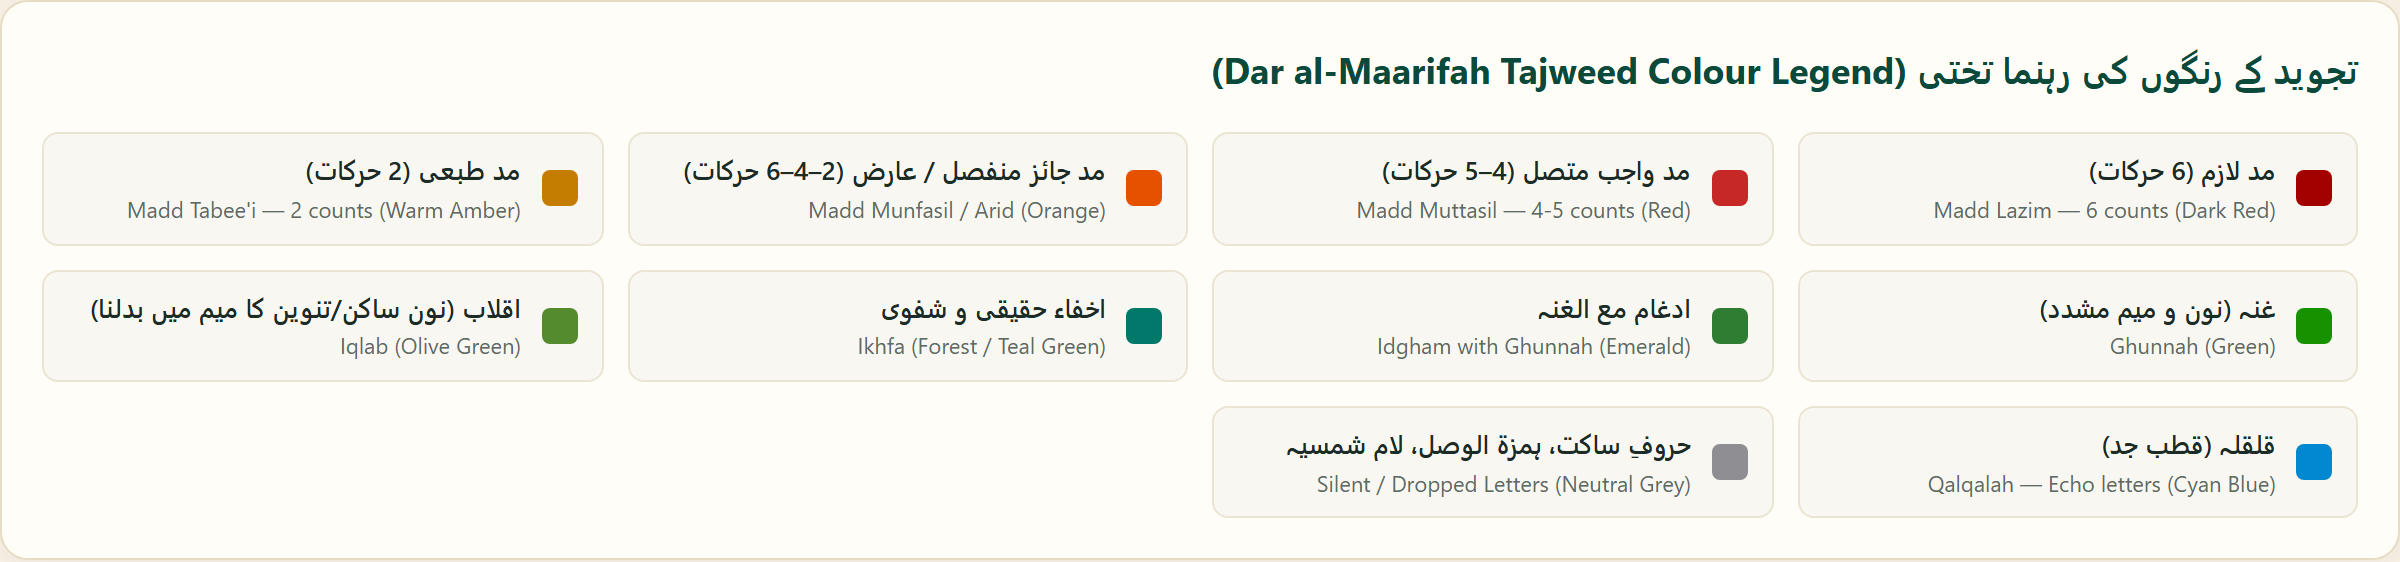 تجوید کے رنگوں کی رہنما تختی (Dar al-Maarifah Tajweed Colour Legend)
مد لازم (6 حرکات)
Madd Lazim — 6 counts (Dark Red)
مد واجب متصل (4–5 حرکات)
Madd Muttasil — 4-5 counts (Red)
مد جائز منفصل / عارض (2–4–6 حرکات)
Madd Munfasil / Arid (Orange)
مد طبعی (2 حرکات)
Madd Tabee'i — 2 counts (Warm Amber)
غنہ (نون و میم مشدد)
Ghunnah (Green)
ادغام مع الغنہ
Idgham with Ghunnah (Emerald)
اخفاء حقیقی و شفوی
Ikhfa (Forest / Teal Green)
اقلاب (نون ساکن/تنوین کا میم میں بدلنا)
Iqlab (Olive Green)
قلقلہ (قطب جد)
Qalqalah — Echo letters (Cyan Blue)
حروفِ ساکت، ہمزۃ الوصل، لام شمسیہ
Silent / Dropped Letters (Neutral Grey)